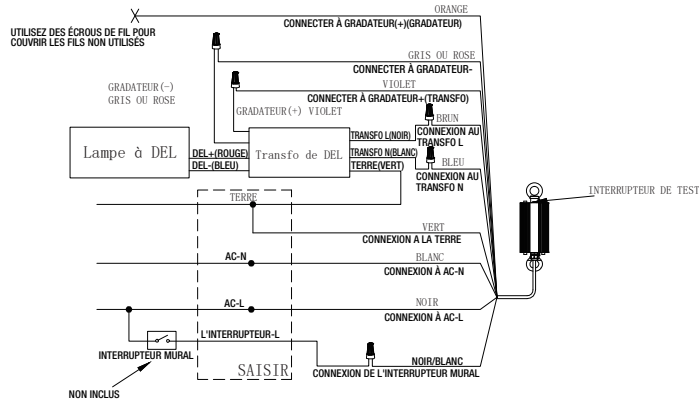 ORANGE
CONNECTER À GRADATEUR(+)(GRADATEUR)
UTILISEZ DES ÉCROUS DE FIL POUR
COUVRIR LES FILS NON UTILISÉS
GRIS OU ROSE
CONNECTER À GRADATEUR-
VIOLET
CONNECTER À GRADATEUR+(TRANSFO)
GRADATEUR(-)
GRIS OU ROSE
GRADATEUR(+) VIOLET
BRUN
CONNEXION AU
TRANSFO L
TRANSFO L(NOIR)
Lampe à DEL
DEL+(ROUGE)
DEL-(BLEU)
Transfo de DEL
TRANSFO N(BLANC)
TERRE(VERT)
BLEU
CONNEXION AU
TRANSFO N
INTERRUPTEUR DE TEST
TERRE
VERT
CONNEXION A LA TERRE
AC-N
BLANC
CONNEXION À AC-N
AC-L
NOIR
CONNEXION À AC-L
L'INTERRUPTEUR-L
INTERRUPTEUR MURAL
NOIR/BLANC
CONNEXION DE L'INTERRUPTEUR MURAL
SAISIR
NON INCLUS